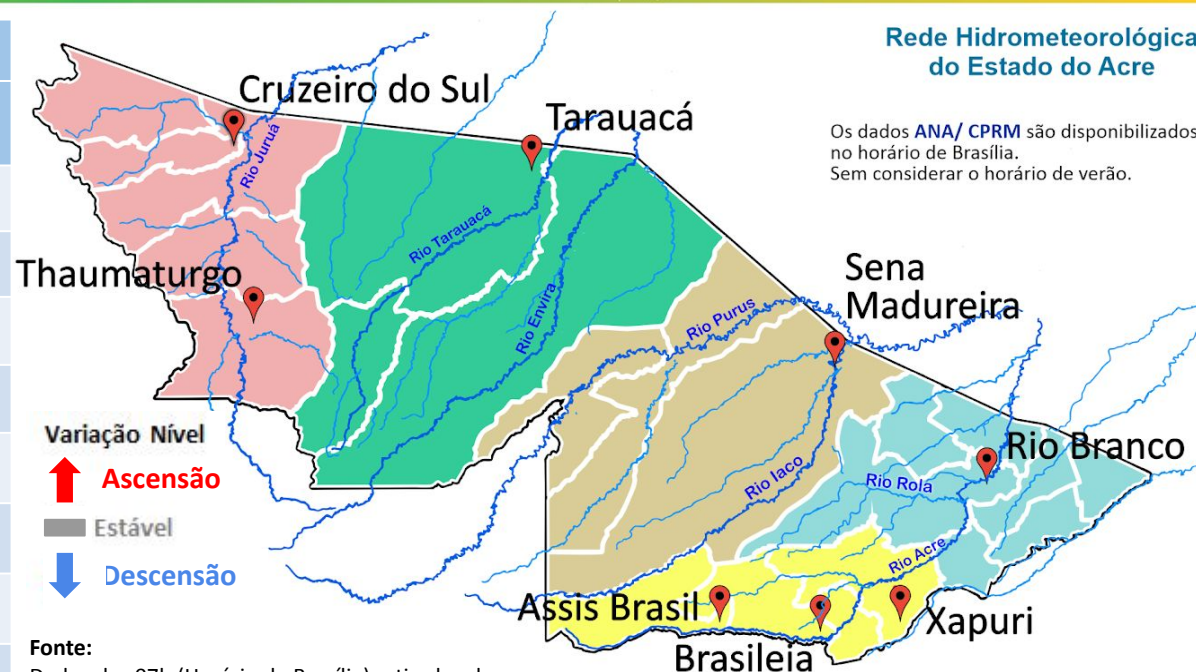 Rede Hidrometeorológica
do Estado do Acre
Os dados ANA/ CPRM são disponibilizados
no horário de Brasília.
Sem considerar o horário de verão.
Cruzeiro do Sul
Tarauacá
Rio Juruá
Rio Tarauacá
Thaumaturgo
Rio Envira
Sena
Madureira
Rio Purus
Variação Nível
Ascensão
Estável
Descensão
Rio Branco
Rio Iaco
Rio Rola
Rio Acre
Assis Brasil
Xapuri
Brasileia
Fonte: